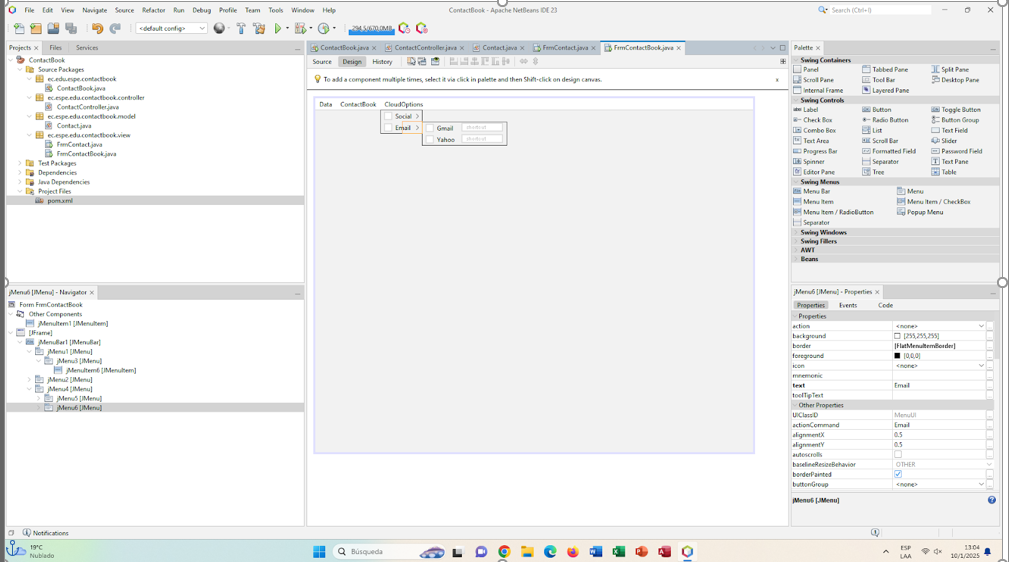 ContactBook - Apache NetBeans IDE 23
File Edit View Navigate Source Refactor Run Debug Profile Team Tools Window Help
Search (Ctrl+I)
<default config>
294.5/670.0MB
Projects Files Services
ContactBook
Source Packages
ec.edu.espe.contactbook
ContactBook.java
ec.espe.edu.contactbook.controller
ContactController.java
ec.espe.edu.contactbook.model
Contact.java
ec.espe.edu.contactbook.view
FrmContact.java
FrmContactBook.java
Test Packages
Dependencies
Java Dependencies
Project Files
pom.xml
jMenu6 [JMenu] - Navigator
Form FrmContactBook
Other Components
jMenuItem1 [JMenuItem]
[JFrame]
jMenuBar1 [JMenuBar]
jMenu1 [JMenu]
jMenu3 [JMenu]
jMenuItem6 [JMenuItem]
jMenu2 [JMenu]
jMenu4 [JMenu]
jMenu5 [JMenu]
jMenu6 [JMenu]
ContactBook.java ContactController.java Contact.java FrmContact.java FrmContactBook.java
Source Design History
To add a component multiple times, select it via click in palette and then Shift-click on design canvas.
Data ContactBook CloudOptions
Social
Email
Gmail shortcut
Yahoo shortcut
Palette
Swing Containers
Panel Tabbed Pane Split Pane
Scroll Pane Tool Bar Desktop Pane
Internal Frame Layered Pane
Swing Controls
Label Button Toggle Button
Check Box Radio Button Button Group
Combo Box List Text Field
Text Area Scroll Bar Slider
Progress Bar Formatted Field Password Field
Spinner Separator Text Pane
Editor Pane Tree Table
Swing Menus
Menu Bar Menu
Menu Item Menu Item / CheckBox
Menu Item / RadioButton Popup Menu
Separator
Swing Windows
Swing Fillers
AWT
Beans
jMenu6 [JMenu] - Properties
Properties Events Code
Properties
action <none>
background [255,255,255]
border [FlatMenuItemBorder]
foreground [0,0,0]
icon <none>
mnemonic
text Email
toolTipText
Other Properties
UIClassID MenuUI
actionCommand Email
alignmentX 0.5
alignmentY 0.5
autoscrolls
baselineResizeBehavior OTHER
borderPainted
buttonGroup <none>
jMenu6 [JMenu]
Notifications
19°C
Nublado
Búsqueda
ESP
LAA
13:04
10/1/2025